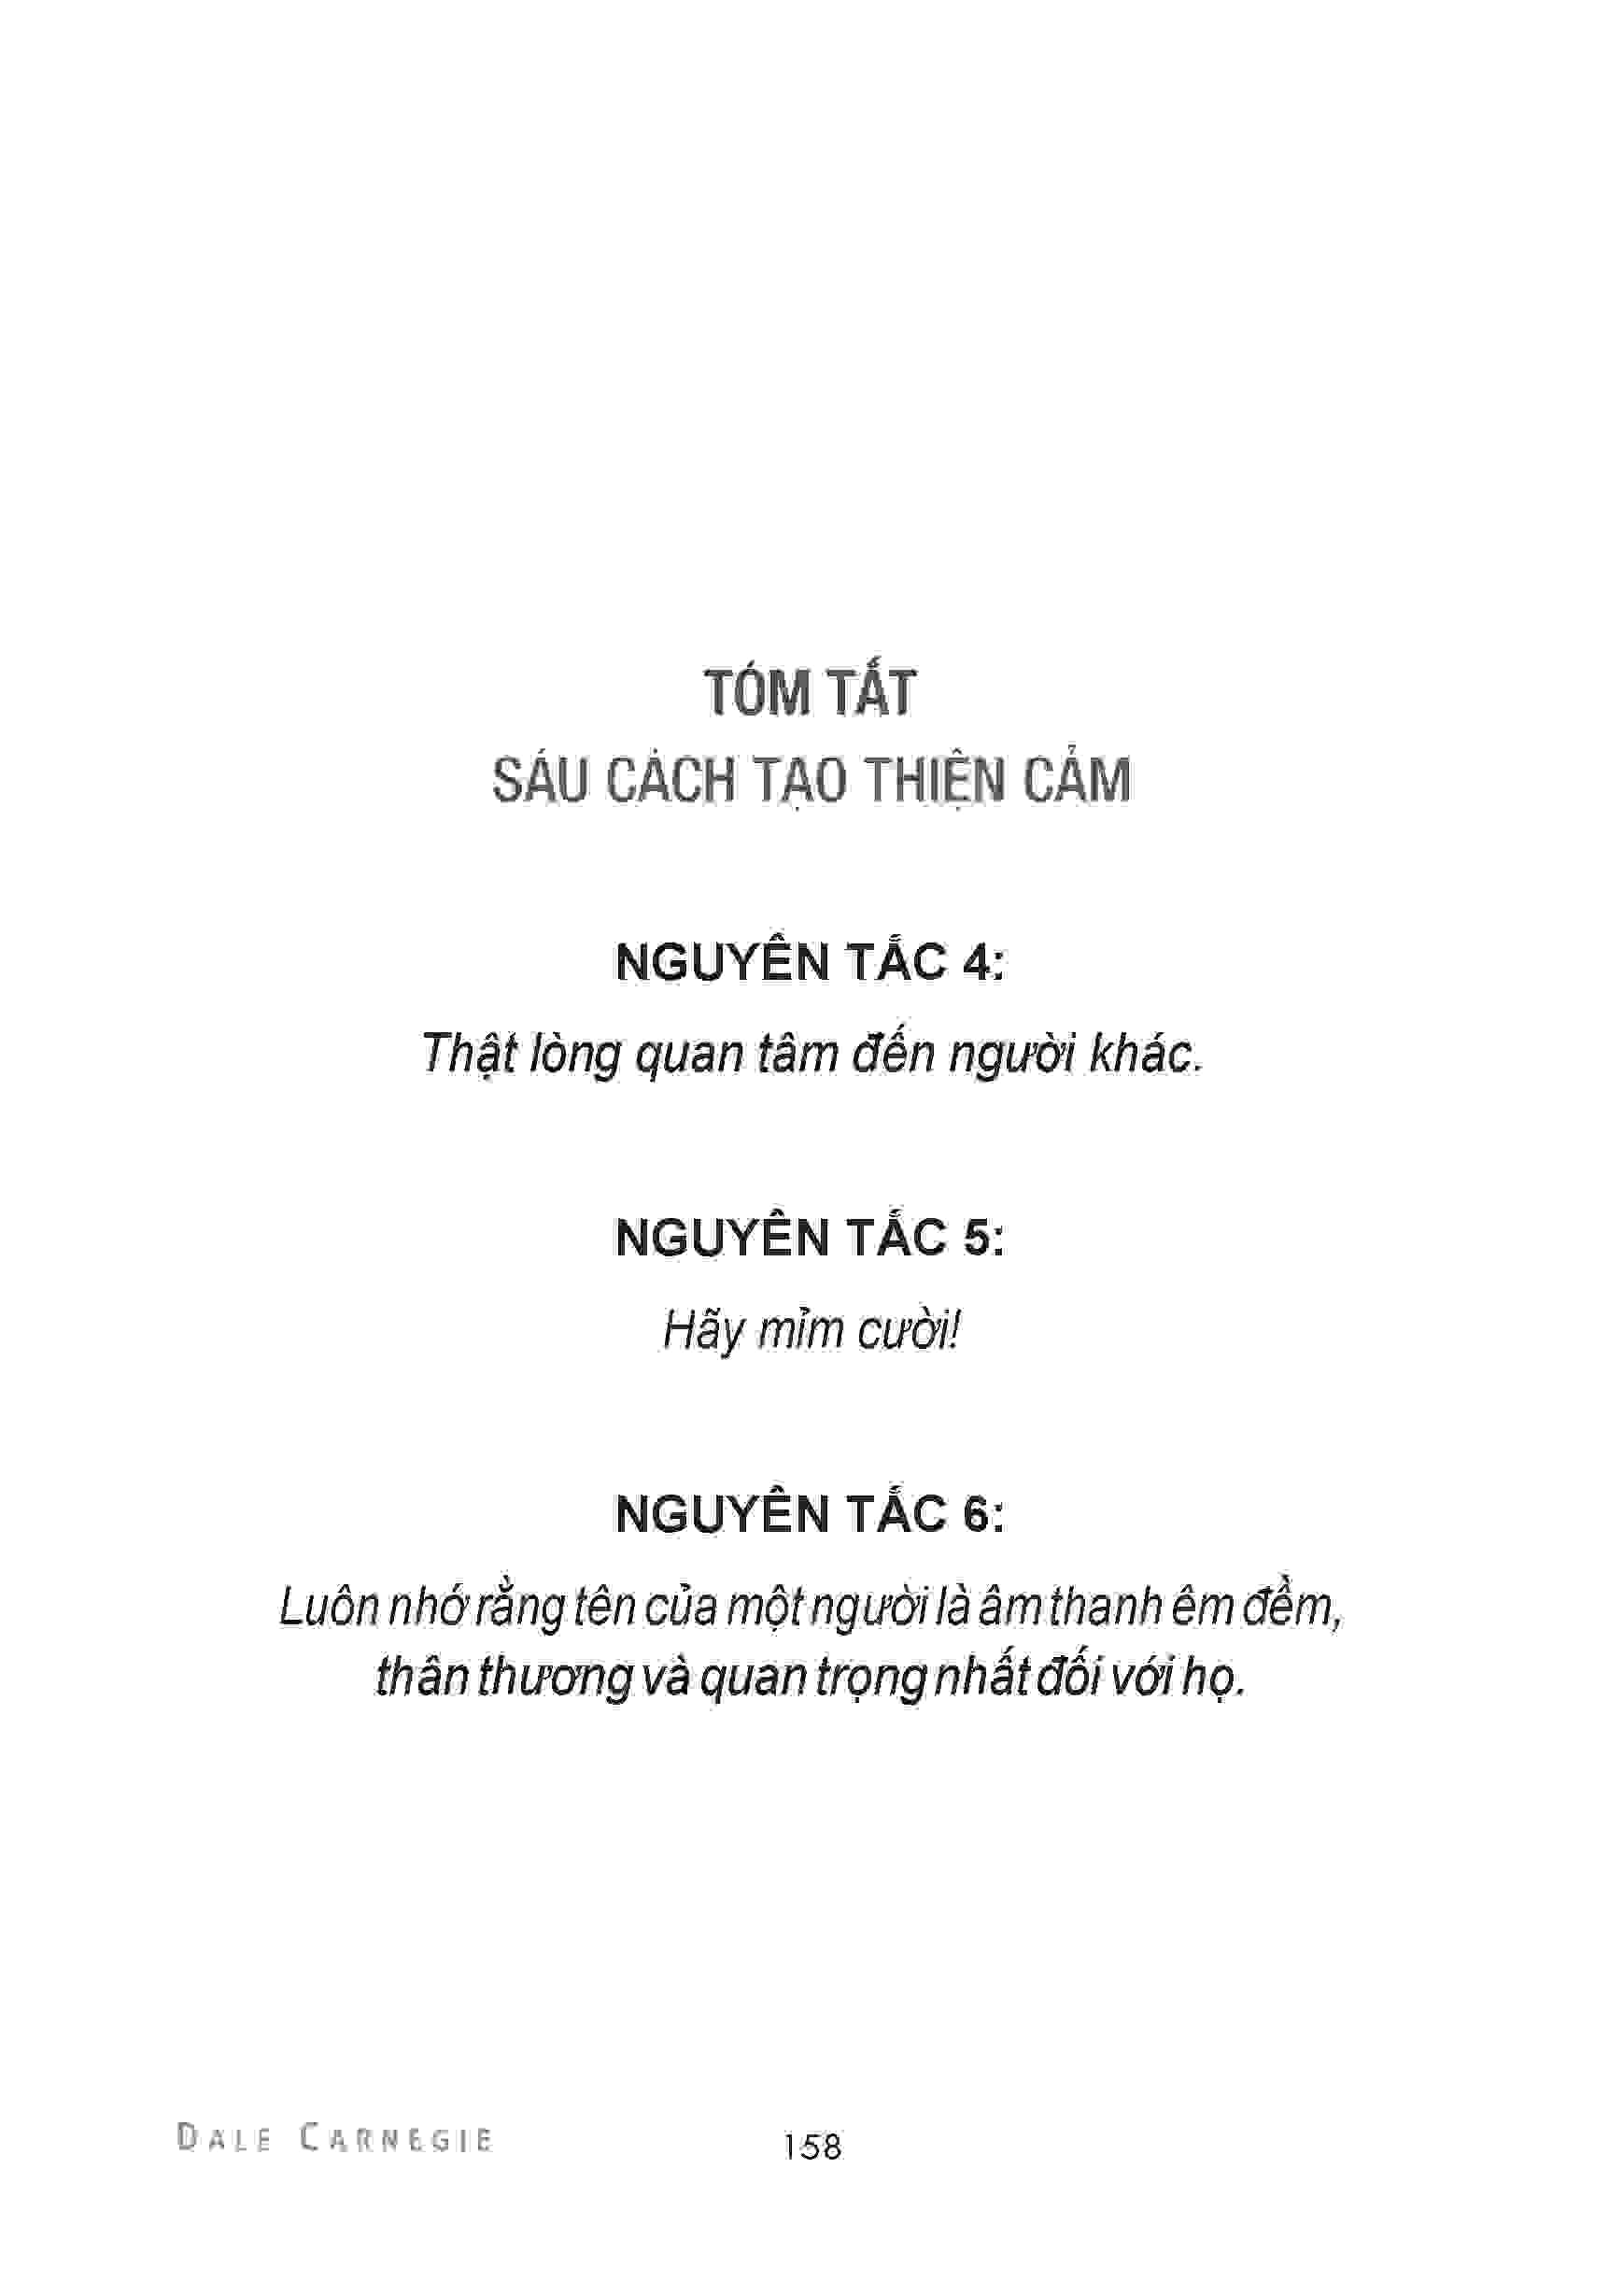 TÓM TẮT
SÁU CÁCH TẠO THIỆN CẢM
NGUYÊN TẮC 4:
Thật lòng quan tâm đến người khác.
NGUYÊN TẮC 5:
Hãy mỉm cười!
NGUYÊN TẮC 6:
Luôn nhớ rằng tên của một người là âm thanh êm đềm,
thân thương và quan trọng nhất đối với họ.
DALE CARNEGIE
158